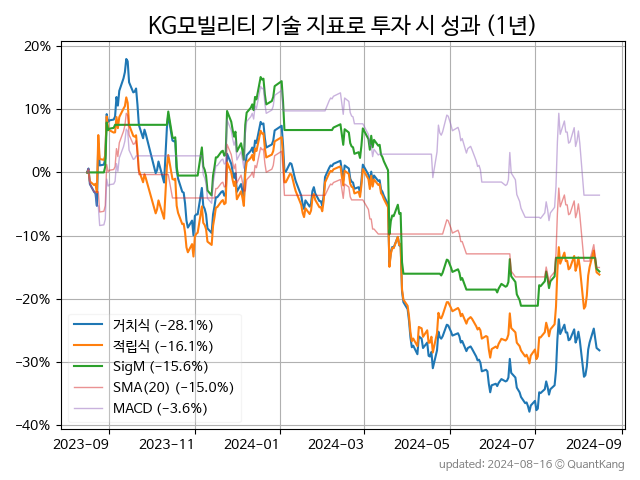 KG모빌리티 기술 지표로 투자 시 성과 (1년)
20%
10%
0%
−10%
−20%
−30%
−40%
거치식 (−28.1%)
적립식 (−16.1%)
SigM (−15.6%)
SMA(20) (−15.0%)
MACD (−3.6%)
2023-09 2023-11 2024-01 2024-03 2024-05 2024-07 2024-09
updated: 2024-08-16 © QuantKang